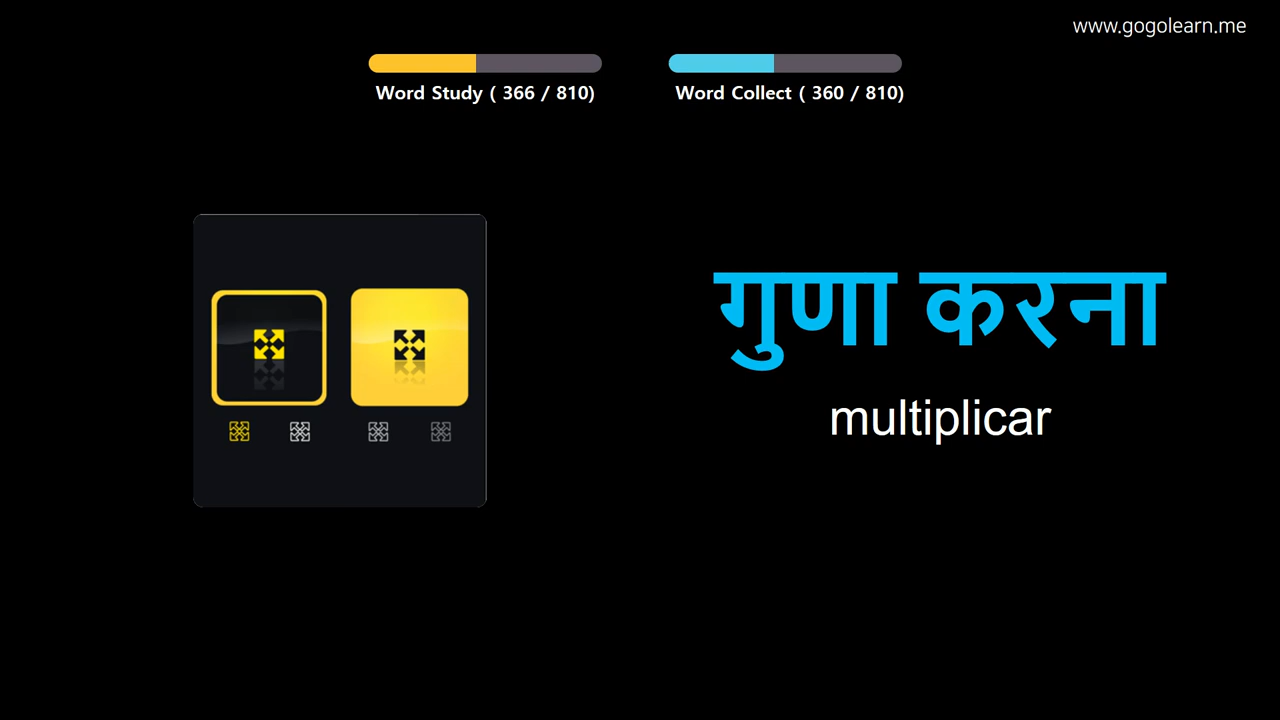 www.gogolearn.me
Word Study ( 366 / 810)
Word Collect ( 360 / 810)
गुणा करना
multiplicar